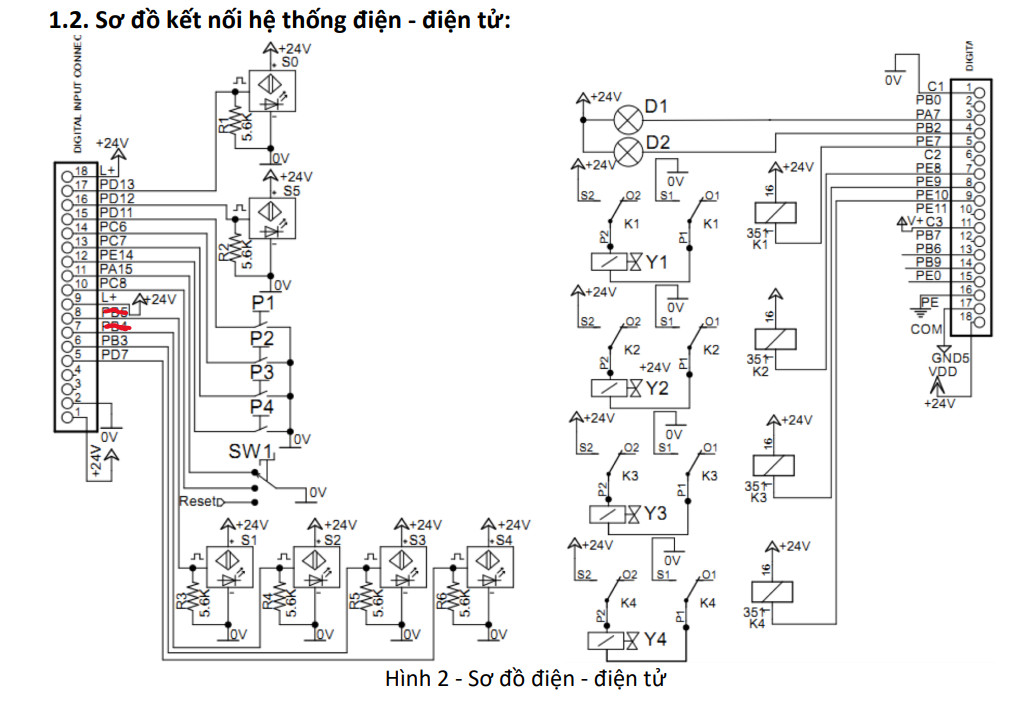 1.2. Sơ đồ kết nối hệ thống điện - điện tử:
DIGITAL INPUT CONNEC
+24V
18 L+
17 PD13
16 PD12
15 PD11
14 PC6
13 PC7
12 PE14
11 PA15
10 PC8
9 L+
+24V
8 PB5
7 PB4
6 PB3
5 PD7
4
3
2
1
0V
+24V
+24V
S0
R1
5.6K
0V
+24V
S5
R2
5.6K
0V
P1
P2
P3
P4
0V
SW1
0V
Reset
+24V
S1
R3
5.6K
0V
+24V
S2
R4
5.6K
0V
+24V
S3
R5
5.6K
0V
+24V
S4
R6
5.6K
0V
+24V
D1
D2
+24V
S2
O2
K1
P2
0V
S1
O1
K1
P1
Y1
+24V
16
351
K1
+24V
S2
O2
K2
P2
0V
S1
O1
K2
P1
+24V
Y2
16
351
K2
+24V
S2
O2
K3
P2
0V
S1
O1
K3
P1
Y3
+24V
16
351
K3
+24V
S2
O2
K4
P2
0V
S1
O1
K4
P1
Y4
+24V
16
351
K4
DIGITA
0V
C1 1
PB0 2
PA7 3
PB2 4
PE7 5
C2 6
PE8 7
PE9 8
PE10 9
PE11 10
V+ C3 11
PB7 12
PB6 13
PB9 14
PE0 15
16
PE 17
18
COM
GND5
VDD
+24V
Hình 2 - Sơ đồ điện - điện tử